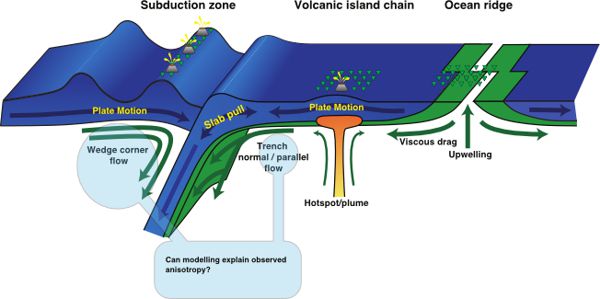 Subduction zone
Volcanic island chain
Ocean ridge
Plate Motion
Slab pull
Plate Motion
Wedge corner
flow
Trench
normal / parallel
flow
Viscous drag
Upwelling
Hotspot/plume
Can modelling explain observed
anisotropy?